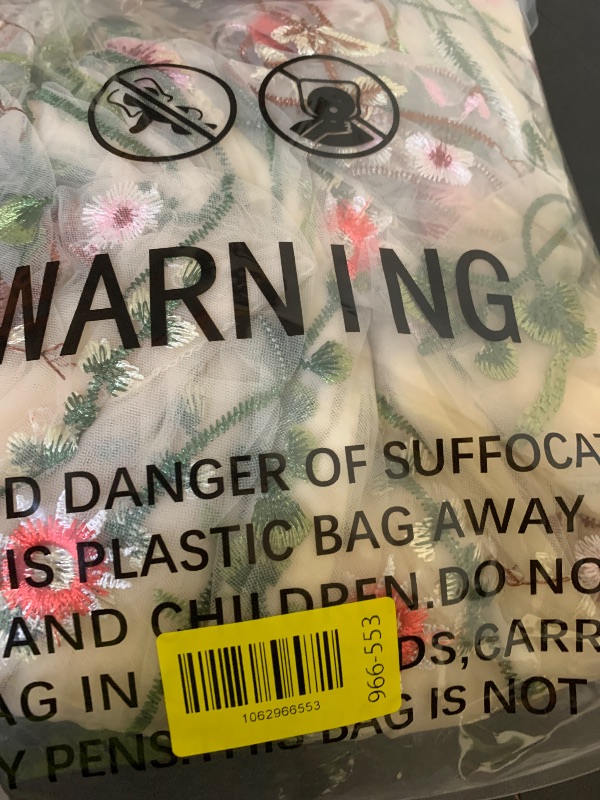 WARNING
D DANGER OF SUFFOCAT
IS PLASTIC BAG AWAY
AND CHILDREN.DO NO
AG IN DS,CARR
Y PENS.THIS BAG IS NOT
1062966553
966-553